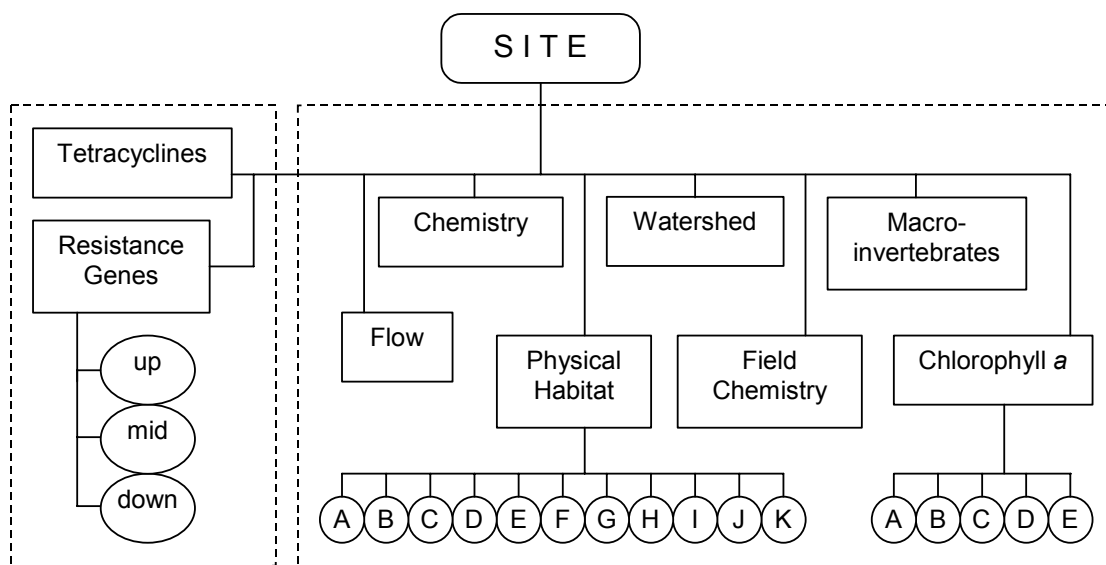 S I T E
Tetracyclines
Resistance
Genes
up
mid
down
Chemistry
Watershed
Macro-
invertebrates
Flow
Physical
Habitat
Field
Chemistry
Chlorophyll a
A B C D E F G H I J K
A B C D E